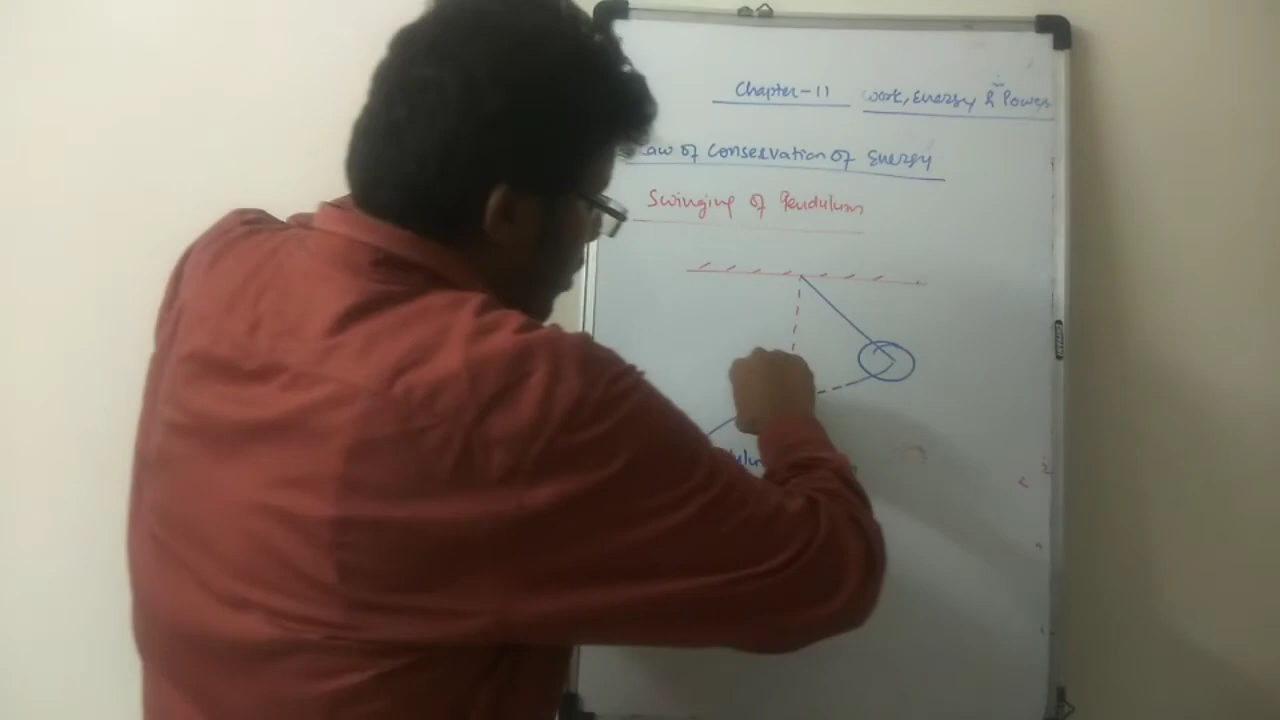 Chapter-11 Work, Energy & Power
Law of Conservation of Energy
Swinging of Pendulum